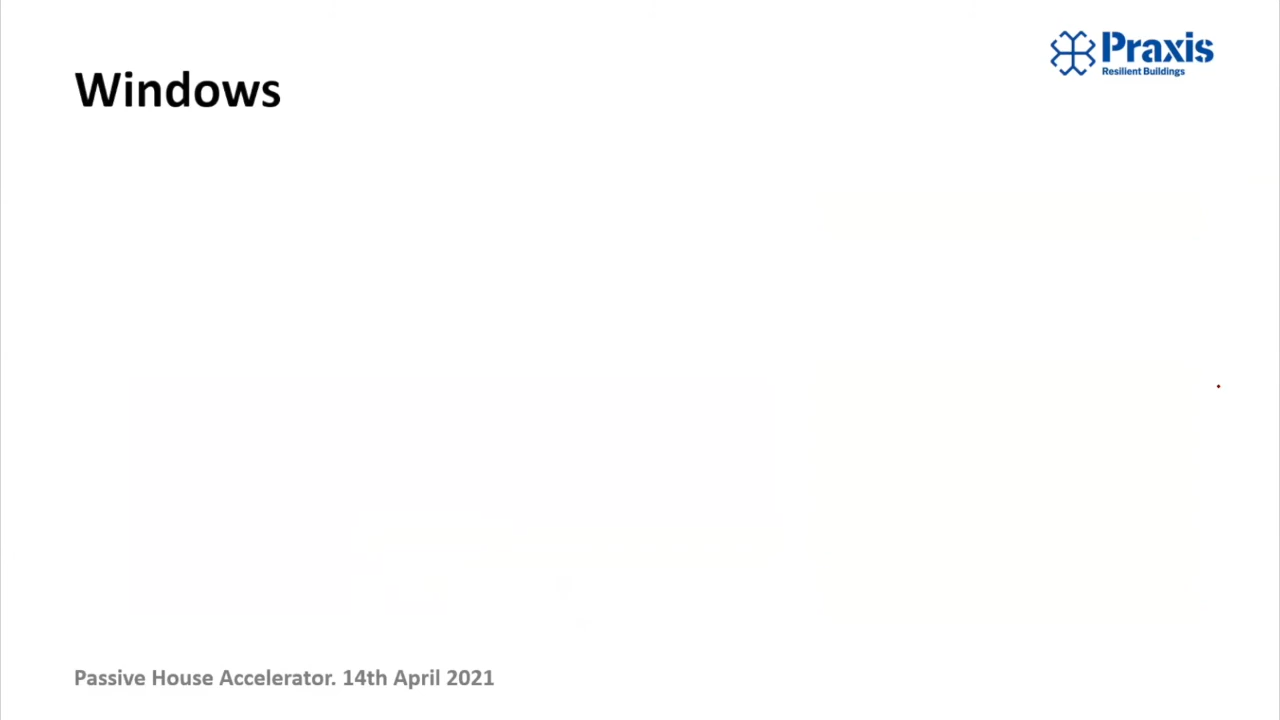 Praxis
Resilient Buildings
Windows
Passive House Accelerator. 14th April 2021